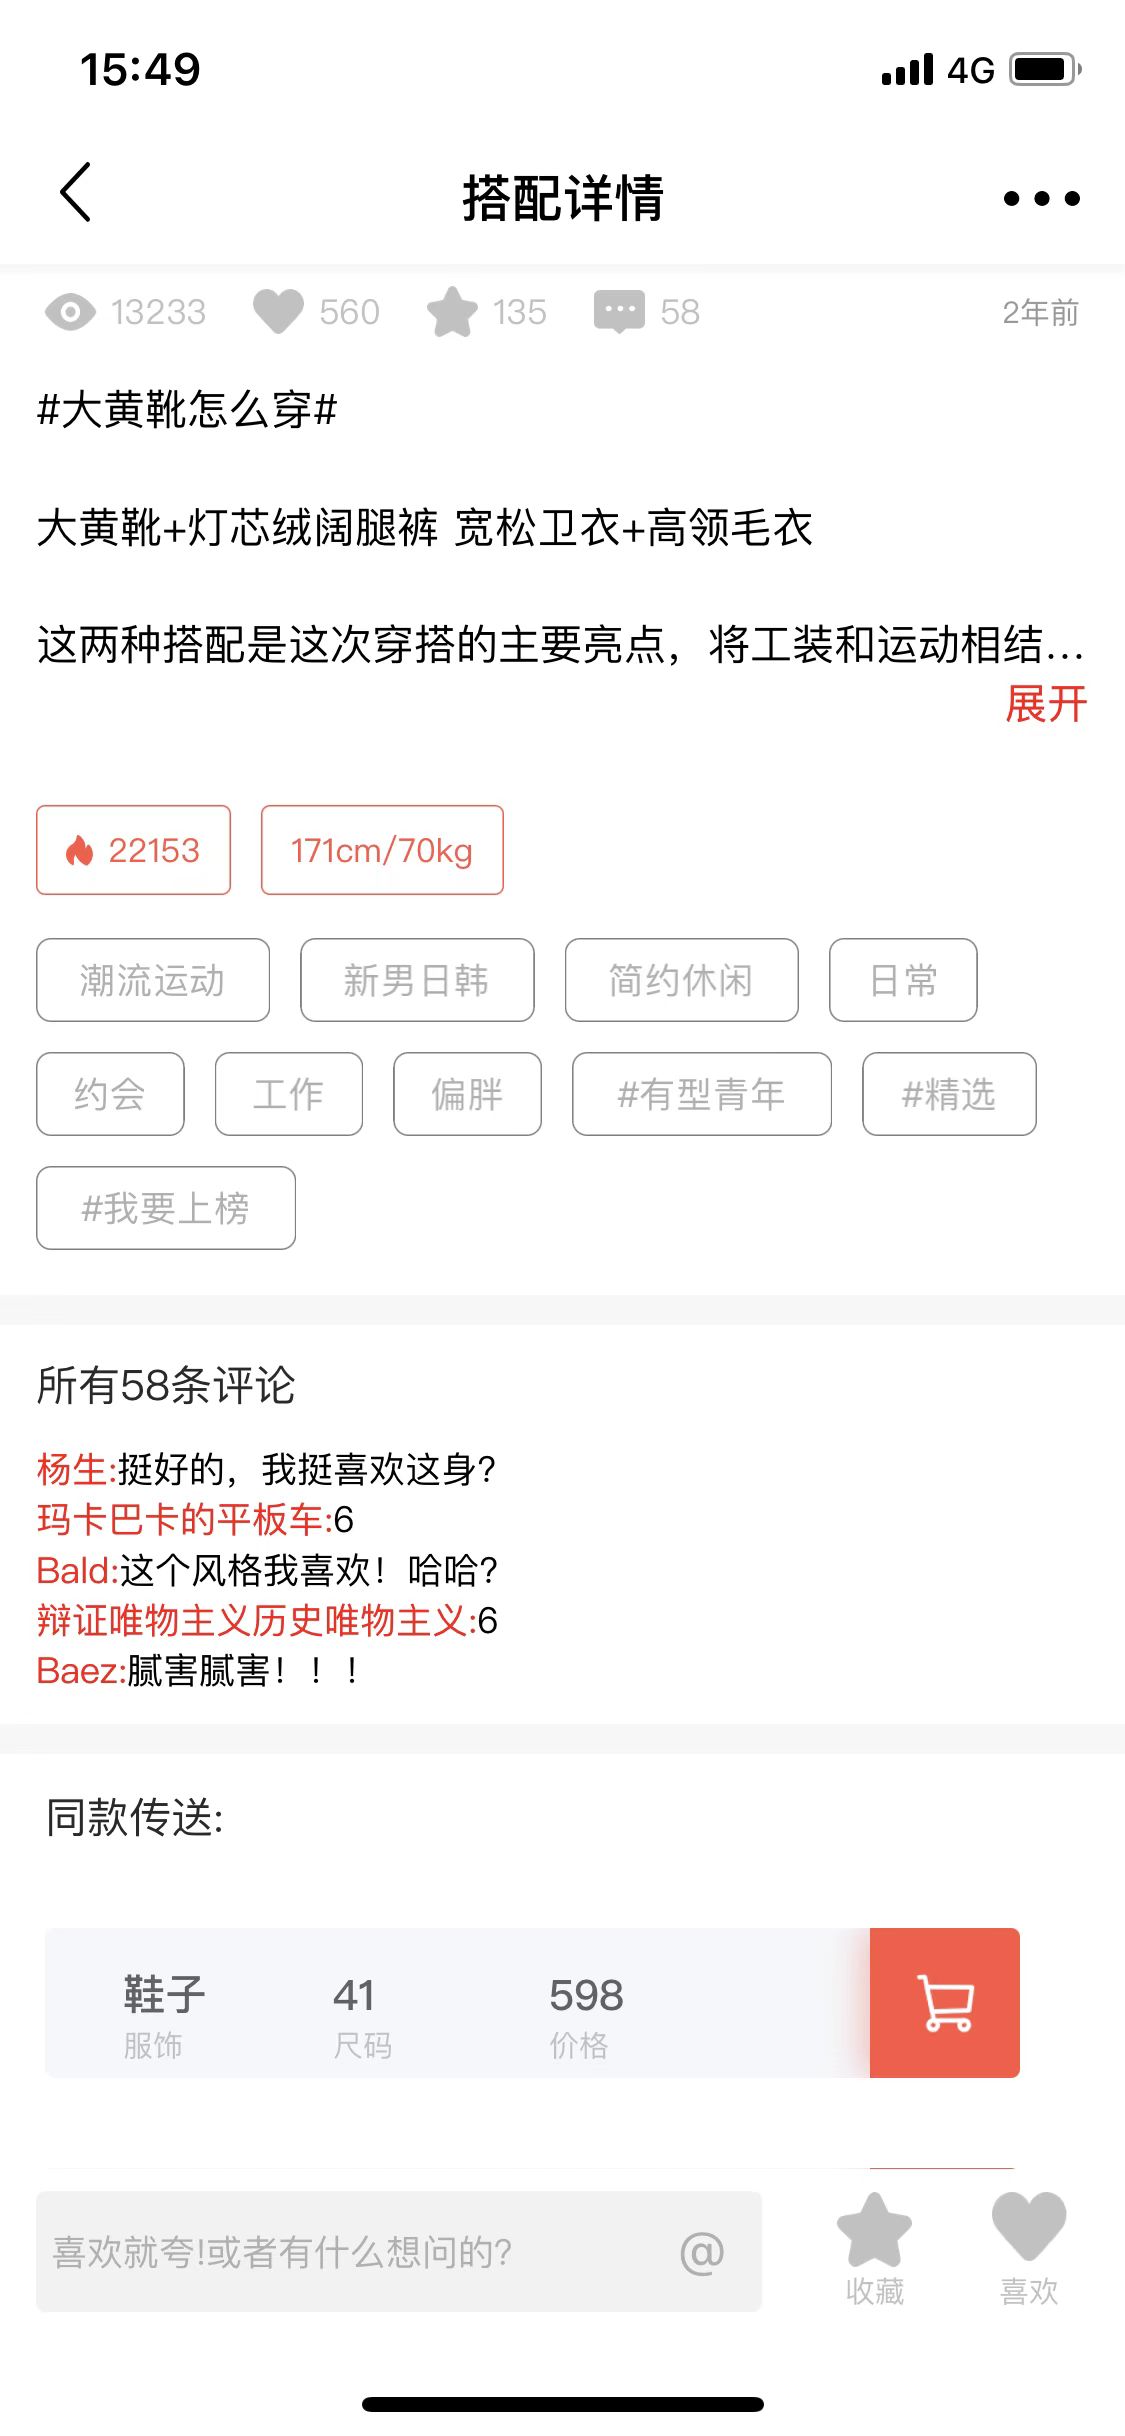 15:49
4G
搭配详情
13233
560
135
58
2年前
#大黄靴怎么穿#
大黄靴+灯芯绒阔腿裤 宽松卫衣+高领毛衣
这两种搭配是这次穿搭的主要亮点，将工装和运动相结...
展开
22153
171cm/70kg
潮流运动
新男日韩
简约休闲
日常
约会
工作
偏胖
#有型青年
#精选
#我要上榜
所有58条评论
杨生:挺好的，我挺喜欢这身?
玛卡巴卡的平板车:6
Bald:这个风格我喜欢！哈哈?
辩证唯物主义历史唯物主义:6
Baez:腻害腻害！！！
同款传送:
鞋子
41
598
服饰
尺码
价格
喜欢就夸!或者有什么想问的?
@
收藏
喜欢